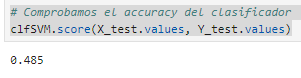 # Comprobamos el accuracy del clasificador
clfSVM.score(X_test.values, Y_test.values)
0.485